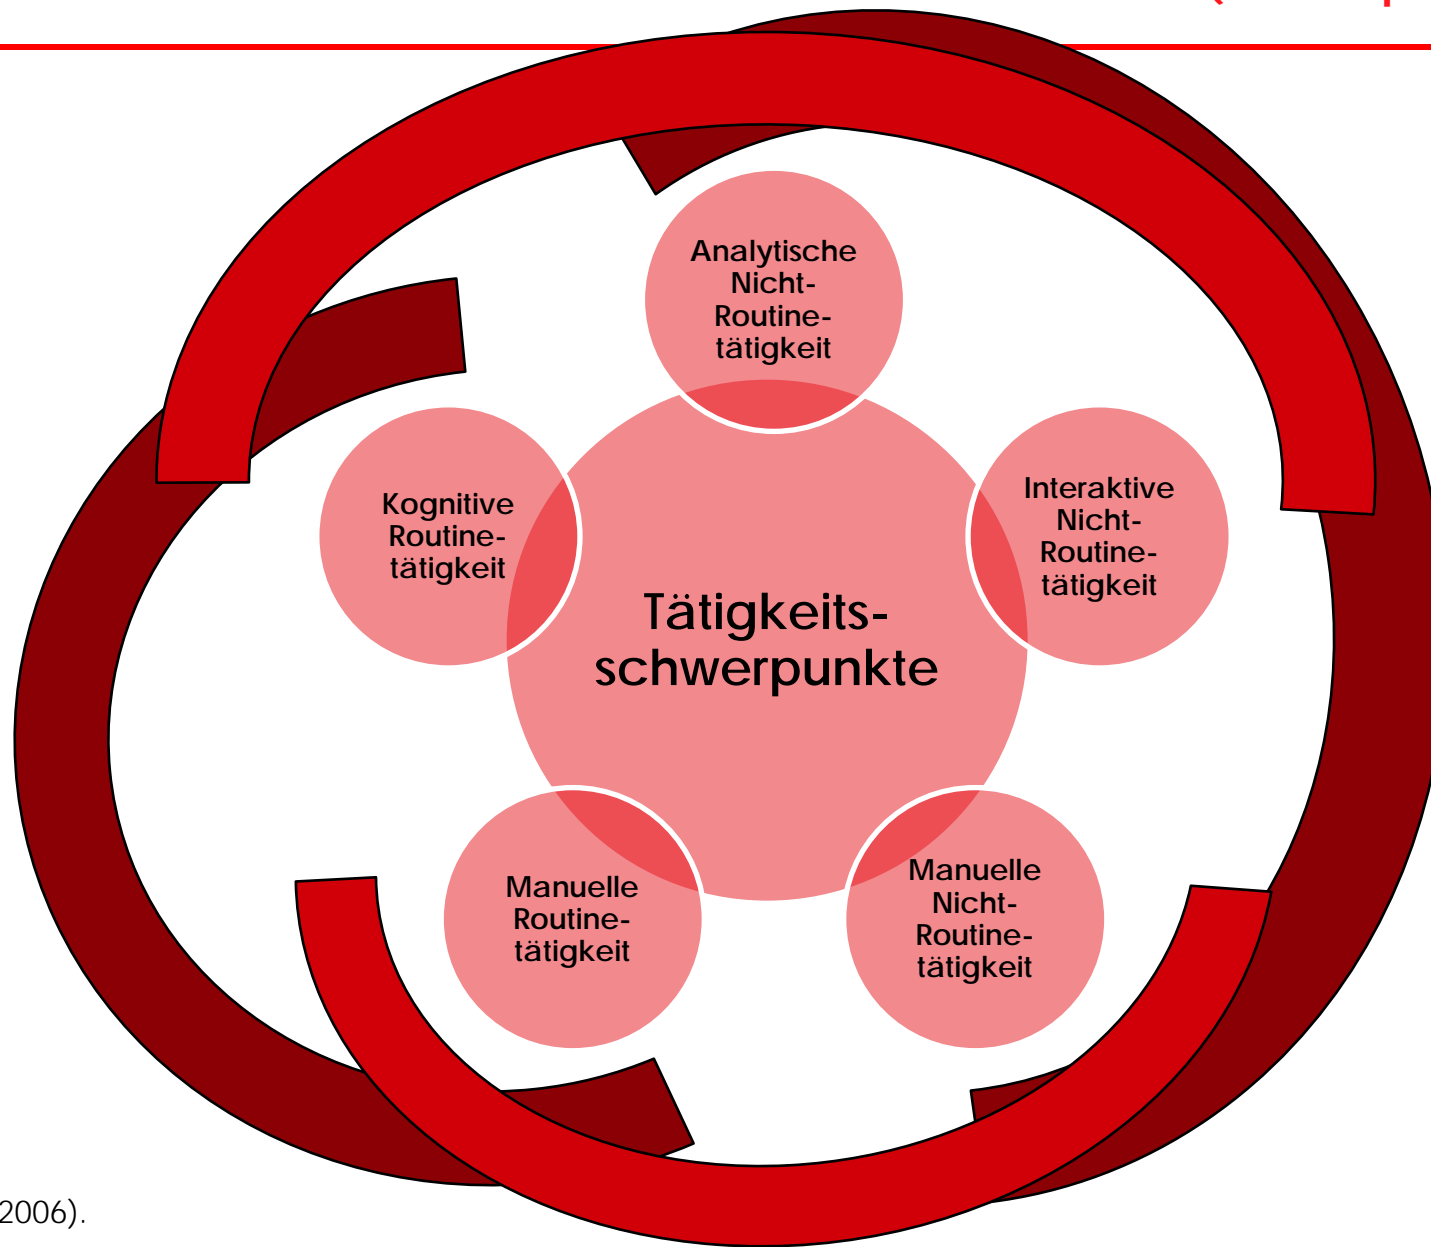 Analytische
Nicht-
Routine-
tätigkeit
Kognitive
Routine-
tätigkeit
Interaktive
Nicht-
Routine-
tätigkeit
Tätigkeits-
schwerpunkte
Manuelle
Routine-
tätigkeit
Manuelle
Nicht-
Routine-
tätigkeit
2006).